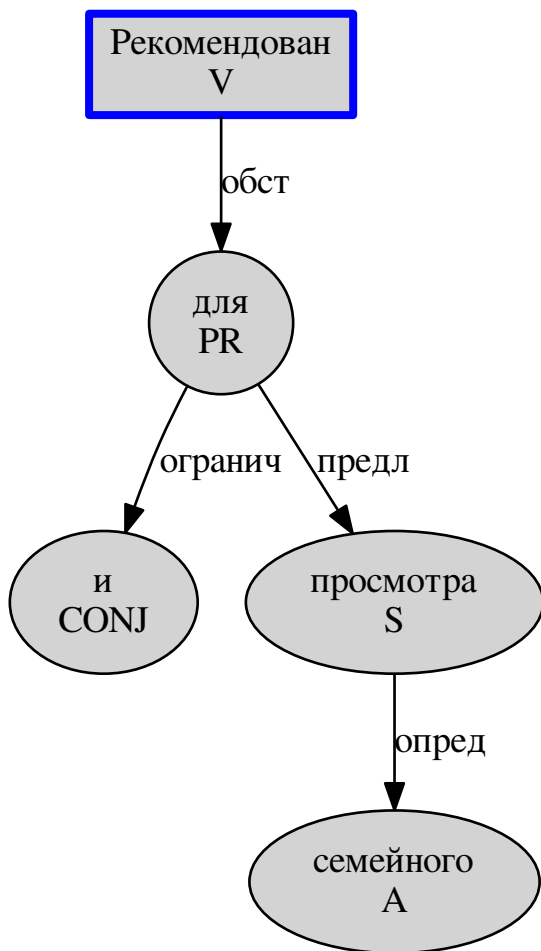 Рекомендован
V
обст
для
PR
огранич
предл
и
CONJ
просмотра
S
опред
семейного
A